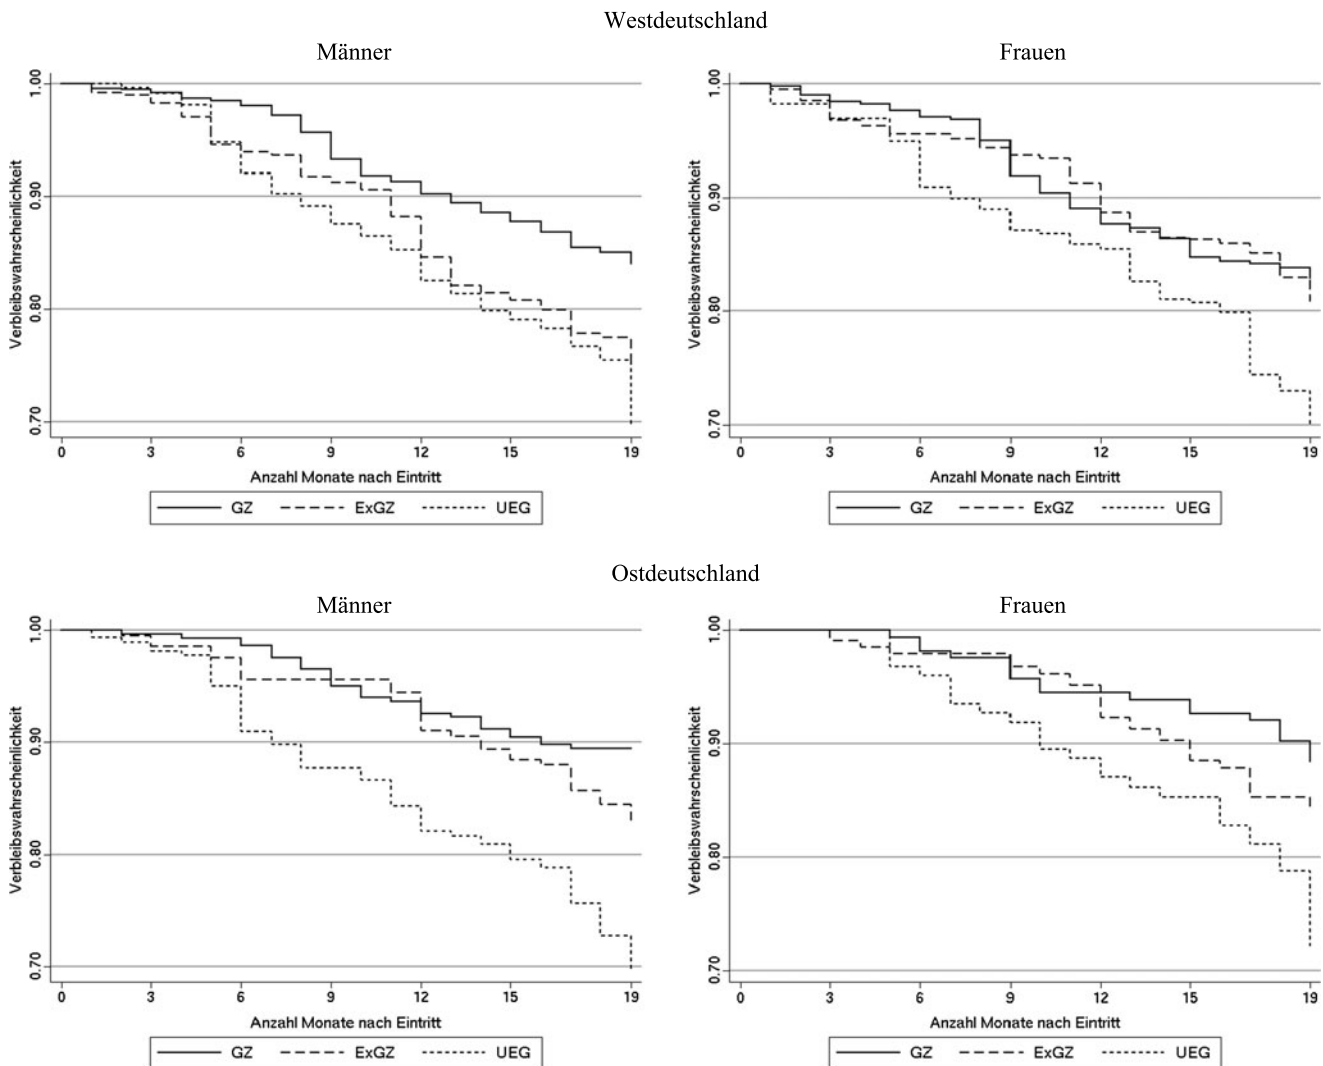 Westdeutschland
Männer
Verbleibswahrscheinlichkeit
1.00
0.90
0.80
0.70
0 3 6 9 12 15 19
Anzahl Monate nach Eintritt
GZ ExGZ UEG
Frauen
Verbleibswahrscheinlichkeit
1.00
0.90
0.80
0.70
0 3 6 9 12 15 19
Anzahl Monate nach Eintritt
GZ ExGZ UEG
Ostdeutschland
Männer
Verbleibswahrscheinlichkeit
1.00
0.90
0.80
0.70
0 3 6 9 12 15 19
Anzahl Monate nach Eintritt
GZ ExGZ UEG
Frauen
Verbleibswahrscheinlichkeit
1.00
0.90
0.80
0.70
0 3 6 9 12 15 19
Anzahl Monate nach Eintritt
GZ ExGZ UEG